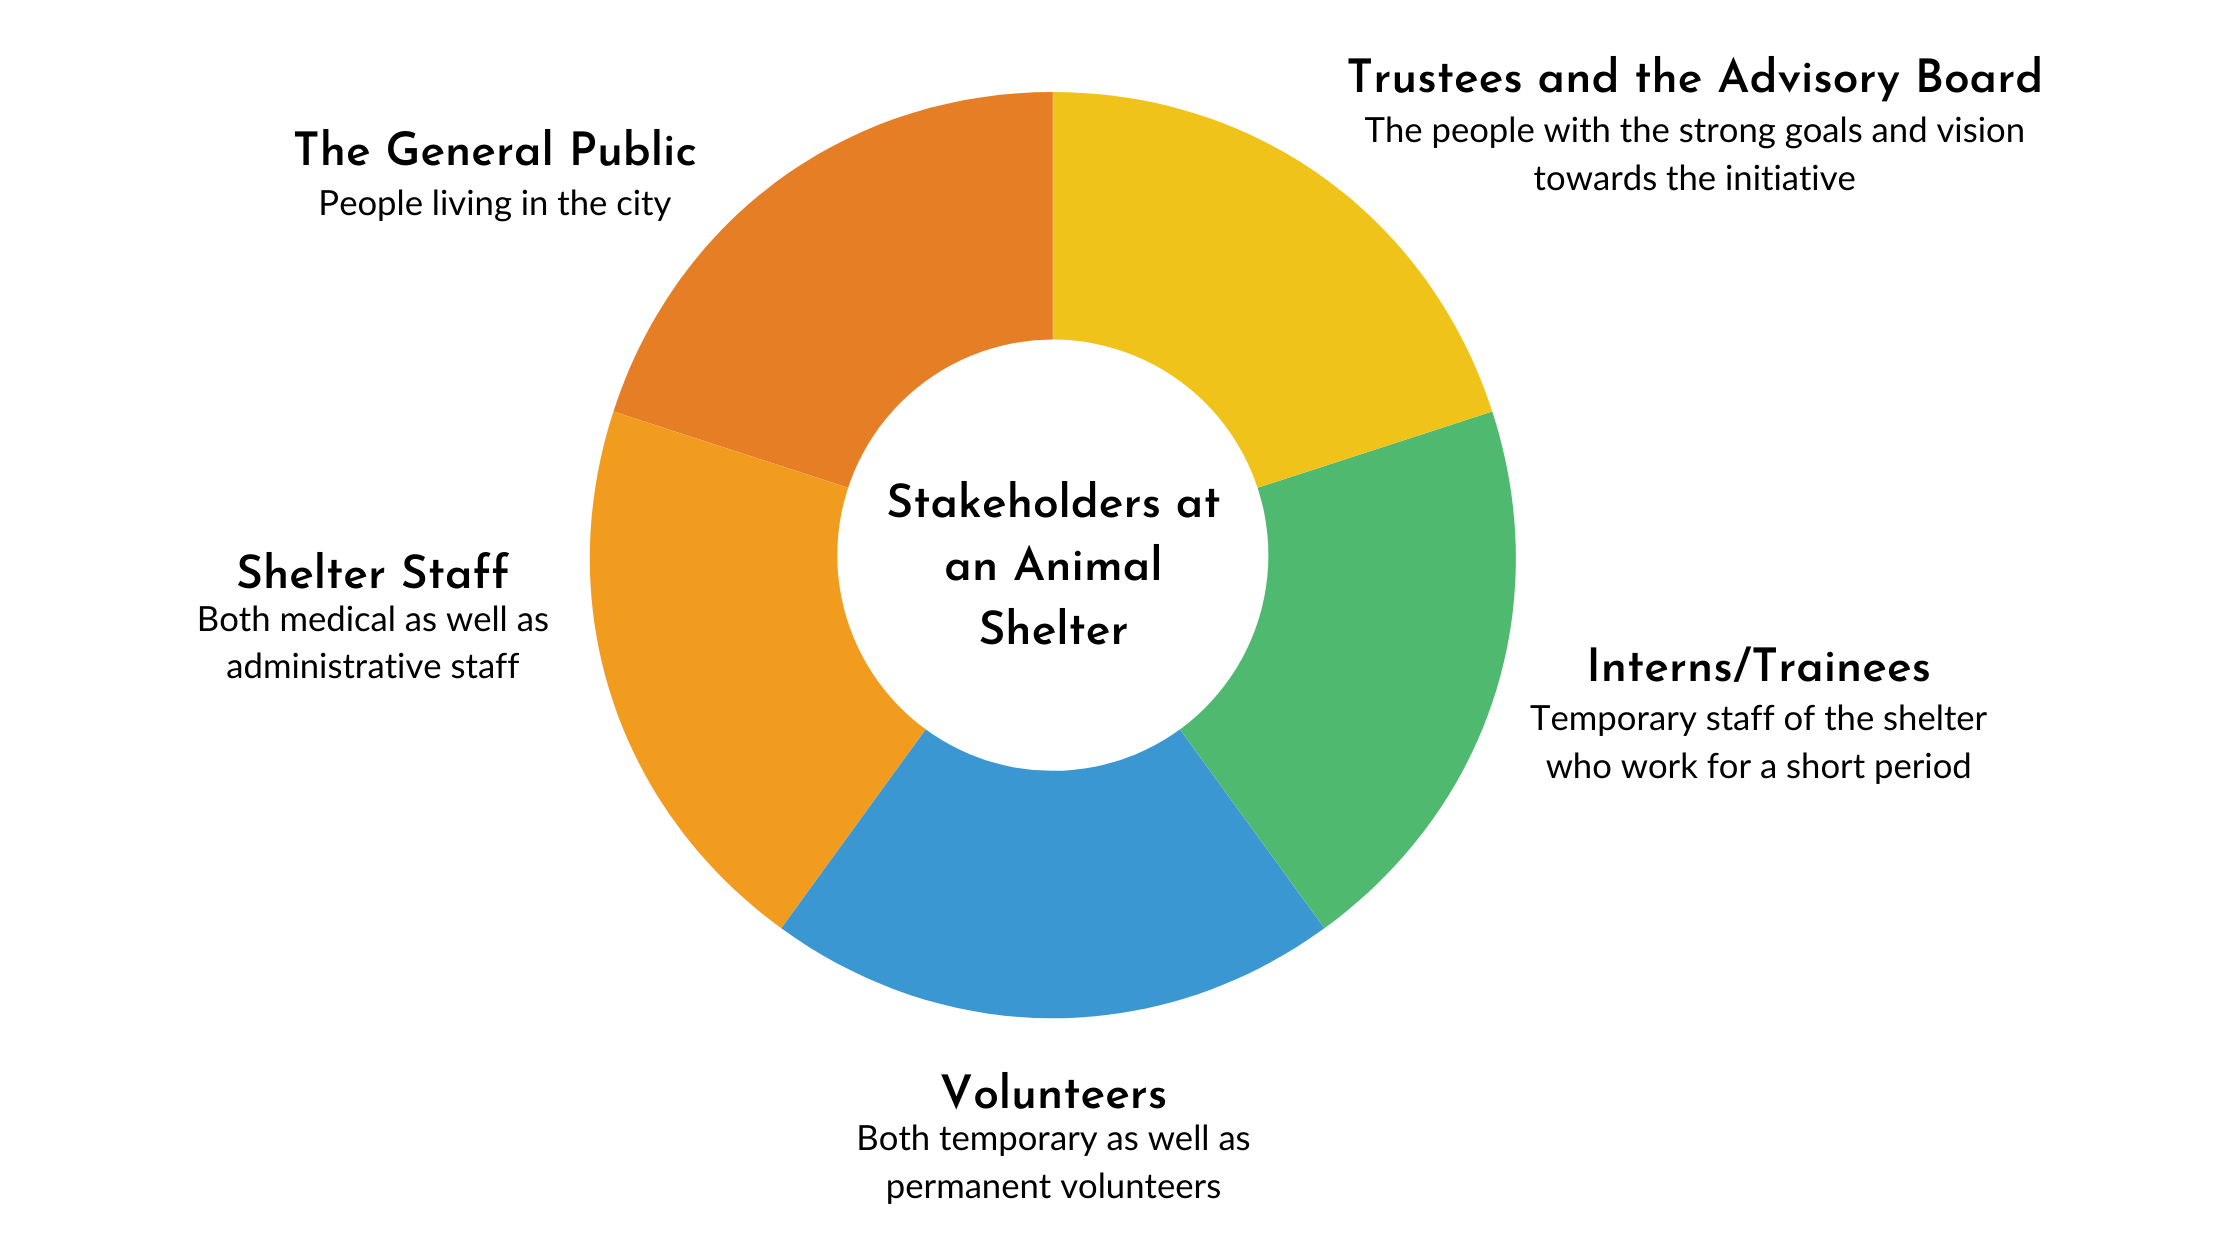 Trustees and the Advisory Board
The people with the strong goals and vision
towards the initiative
The General Public
People living in the city
Stakeholders at
an Animal
Shelter
Shelter Staff
Both medical as well as
administrative staff
Interns/Trainees
Temporary staff of the shelter
who work for a short period
Volunteers
Both temporary as well as
permanent volunteers